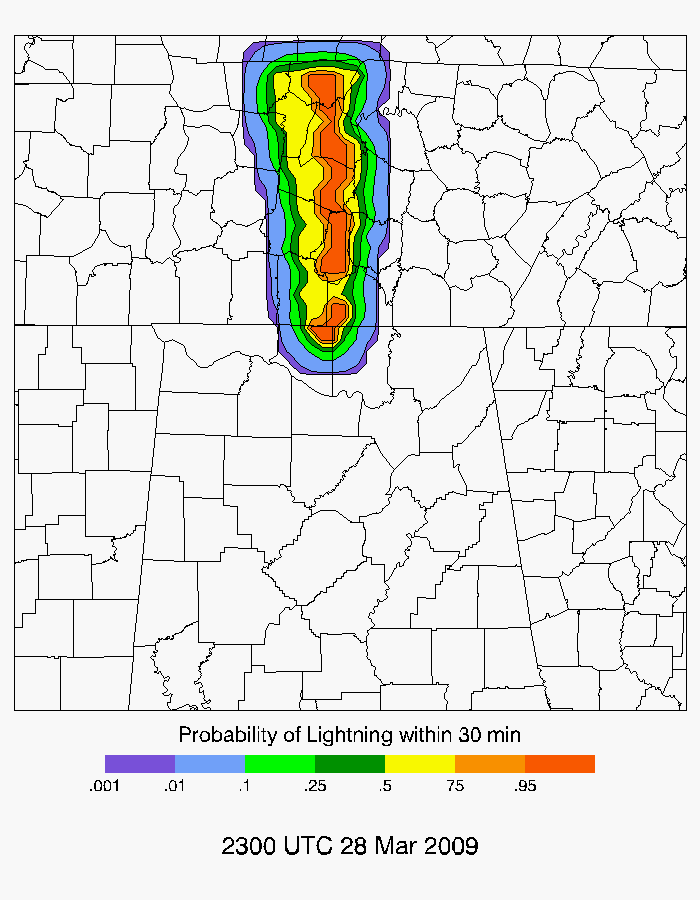 Probability of Lightning within 30 min
.001 .01 .1 .25 .5 75 .95
2300 UTC 28 Mar 2009